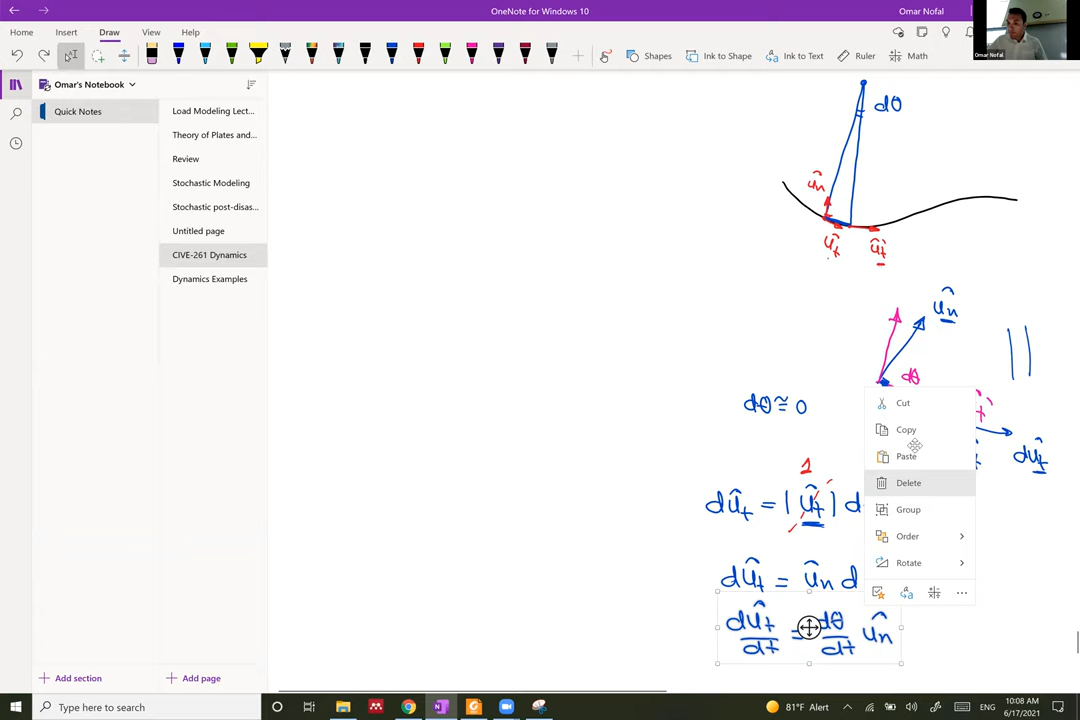 OneNote for Windows 10
Omar Nofal
Home
Insert
Draw
View
Help
Shapes
Ink to Shape
Ink to Text
Ruler
Math
Omar Nofal
Omar's Notebook
Quick Notes
Load Modeling Lect...
Theory of Plates and...
Review
Stochastic Modeling
Stochastic post-disas...
Untitled page
CIVE-261 Dynamics
Dynamics Examples
dθ
ûn
ût
ût
ûn
dθ
dθ ≅ 0
dût
1
dût = |ût| d
dût = ûn d
dût/dt = dθ/dt ûn
Cut
Copy
Paste
Delete
Group
Order
Rotate
Add section
Add page
Type here to search
81°F Alert
ENG
10:08 AM
6/17/2021